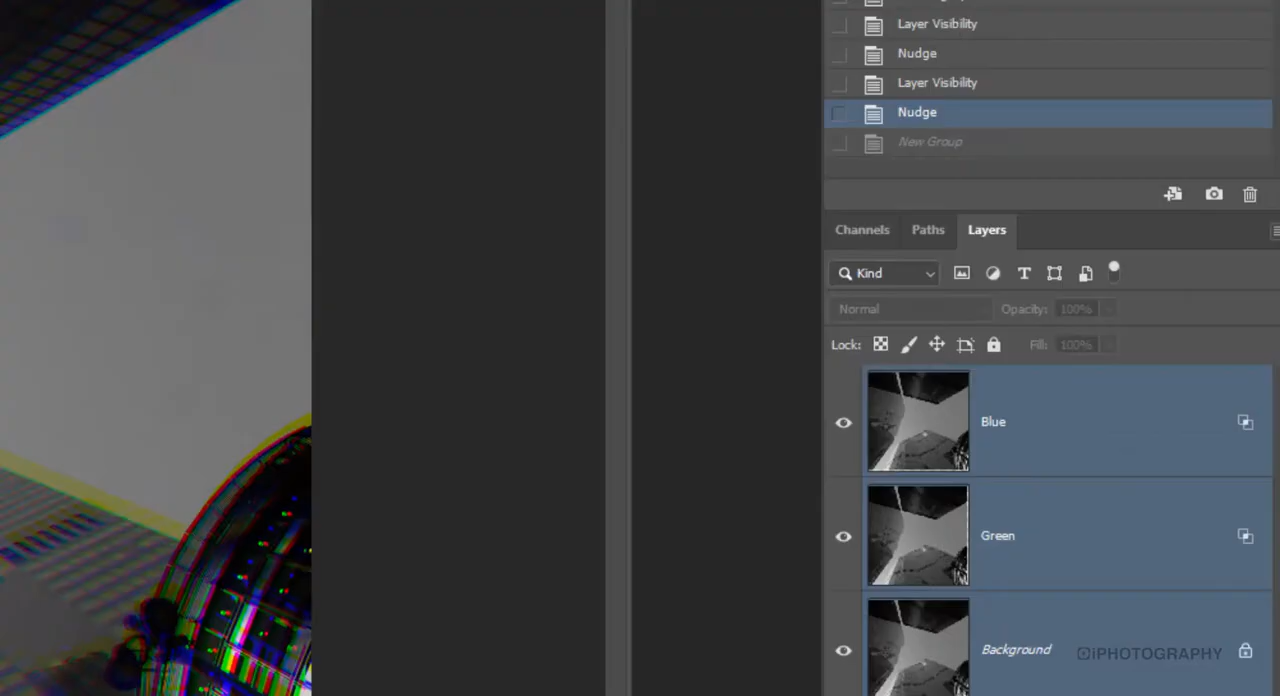 Layer Visibility
Nudge
Layer Visibility
Nudge
New Group
Channels Paths Layers
Kind
Normal Opacity: 100%
Lock: Fill: 100%
Blue
Green
Background
iPHOTOGRAPHY